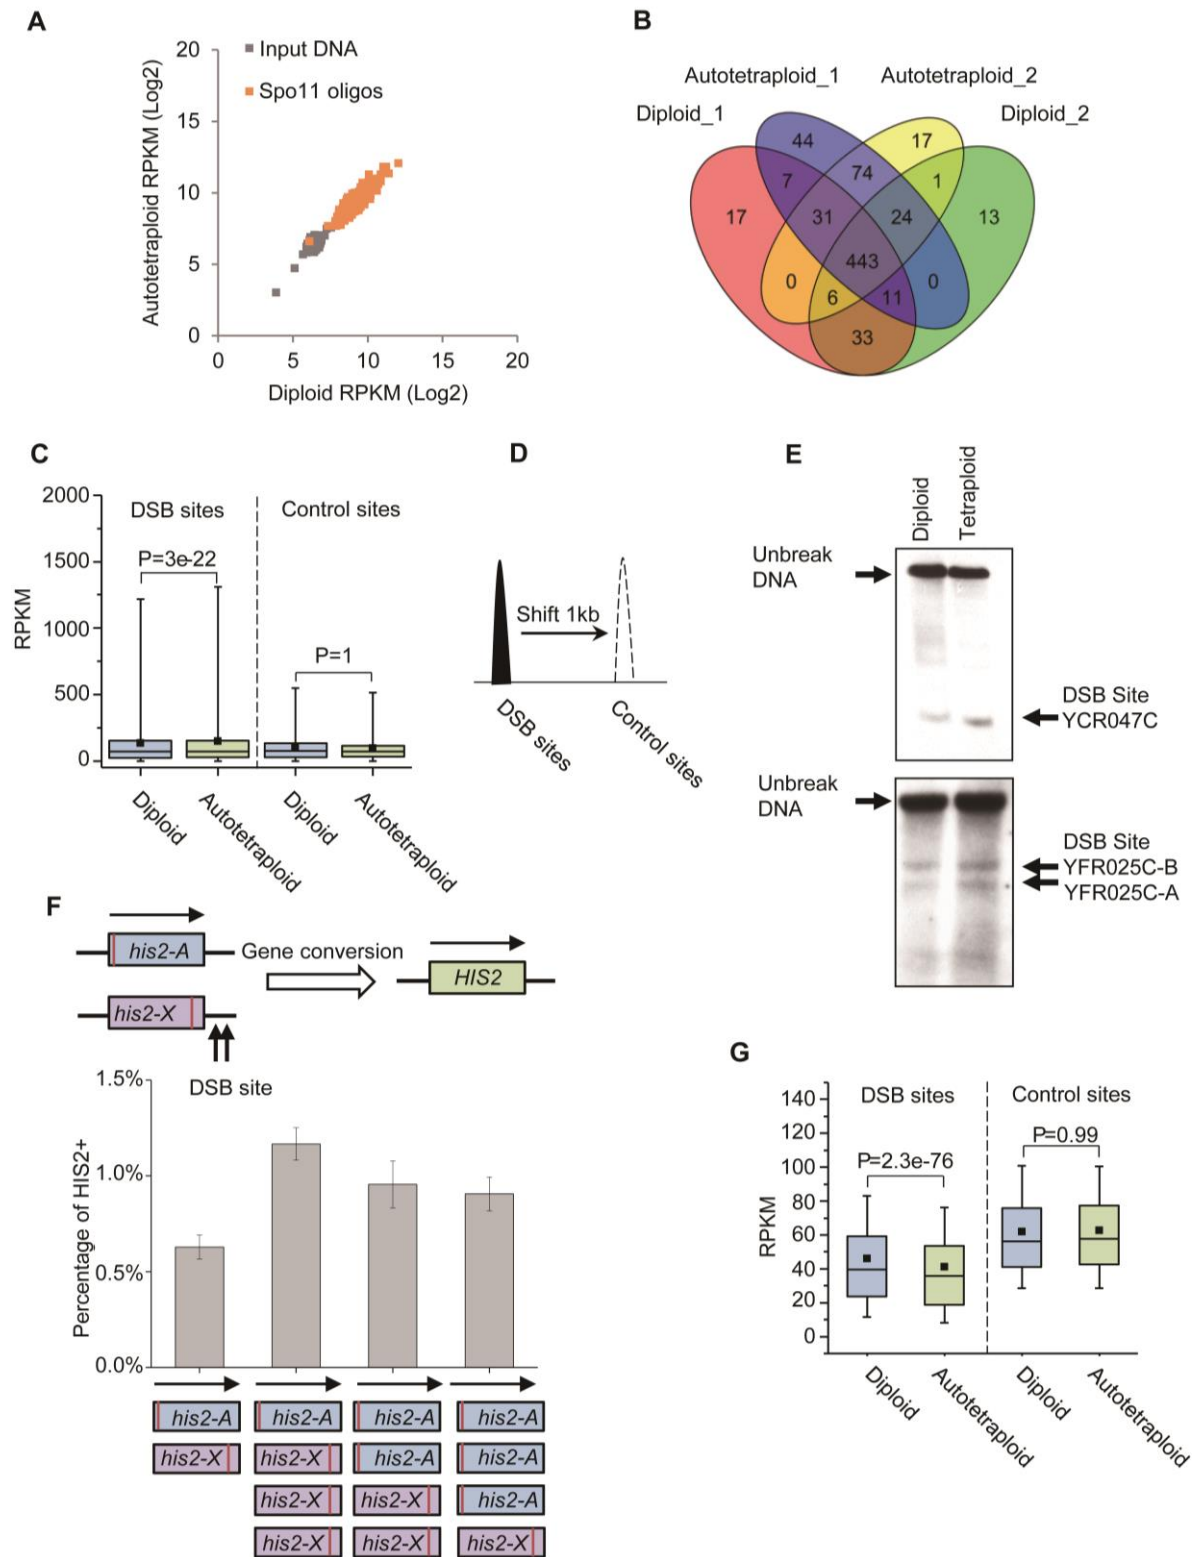 A
20
15
10
5
0
Autotetraploid RPKM (Log2)
Input DNA
Spo11 oligos
0 5 10 15 20
Diploid RPKM (Log2)
B
Autotetraploid_1 Autotetraploid_2
Diploid_1 Diploid_2
44 17
7 74 1
17 31 24 13
443
0 6 11 0
33
C
2000
1500
1000
500
0
RPKM
DSB sites Control sites
P=3e-22
P=1
Diploid
Autotetraploid
Diploid
Autotetraploid
D
Shift 1kb
DSB sites
Control sites
E
Diploid
Tetraploid
Unbreak
DNA
DSB Site
YCR047C
Unbreak
DNA
DSB Site
YFR025C-B
YFR025C-A
F
his2-A
his2-X
Gene conversion
HIS2
DSB site
1.5%
1.0%
0.5%
0.0%
Percentage of HIS2+
his2-A his2-A his2-A his2-A
his2-X his2-X his2-A his2-A
his2-X his2-X his2-A
his2-X his2-X his2-X
G
140
120
100
80
60
40
20
0
RPKM
DSB sites Control sites
P=2.3e-76
P=0.99
Diploid
Autotetraploid
Diploid
Autotetraploid